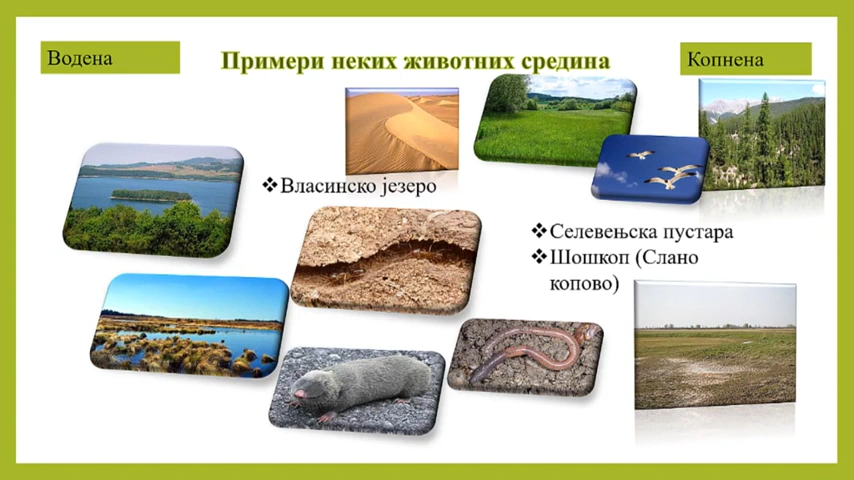 Водена
Примери неких животних средина
Копнена
❖Власинско језеро
❖Селевењска пустара
❖Шошкоп (Слано
копово)